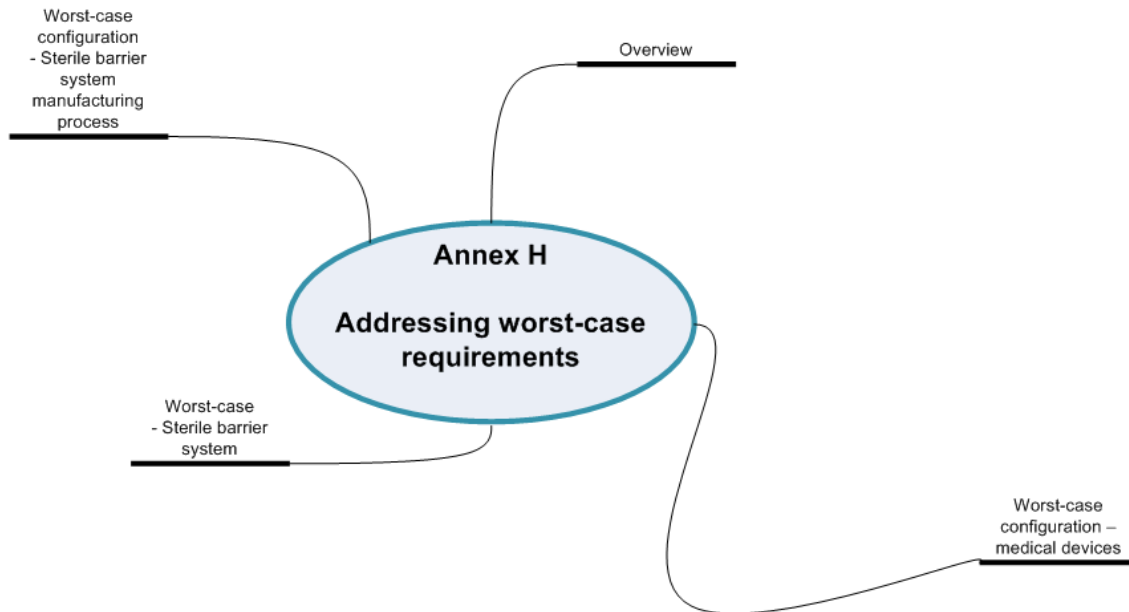 Worst-case
configuration
- Sterile barrier
system
manufacturing
process
Overview
Annex H
Addressing worst-case
requirements
Worst-case
- Sterile barrier
system
Worst-case
configuration –
medical devices